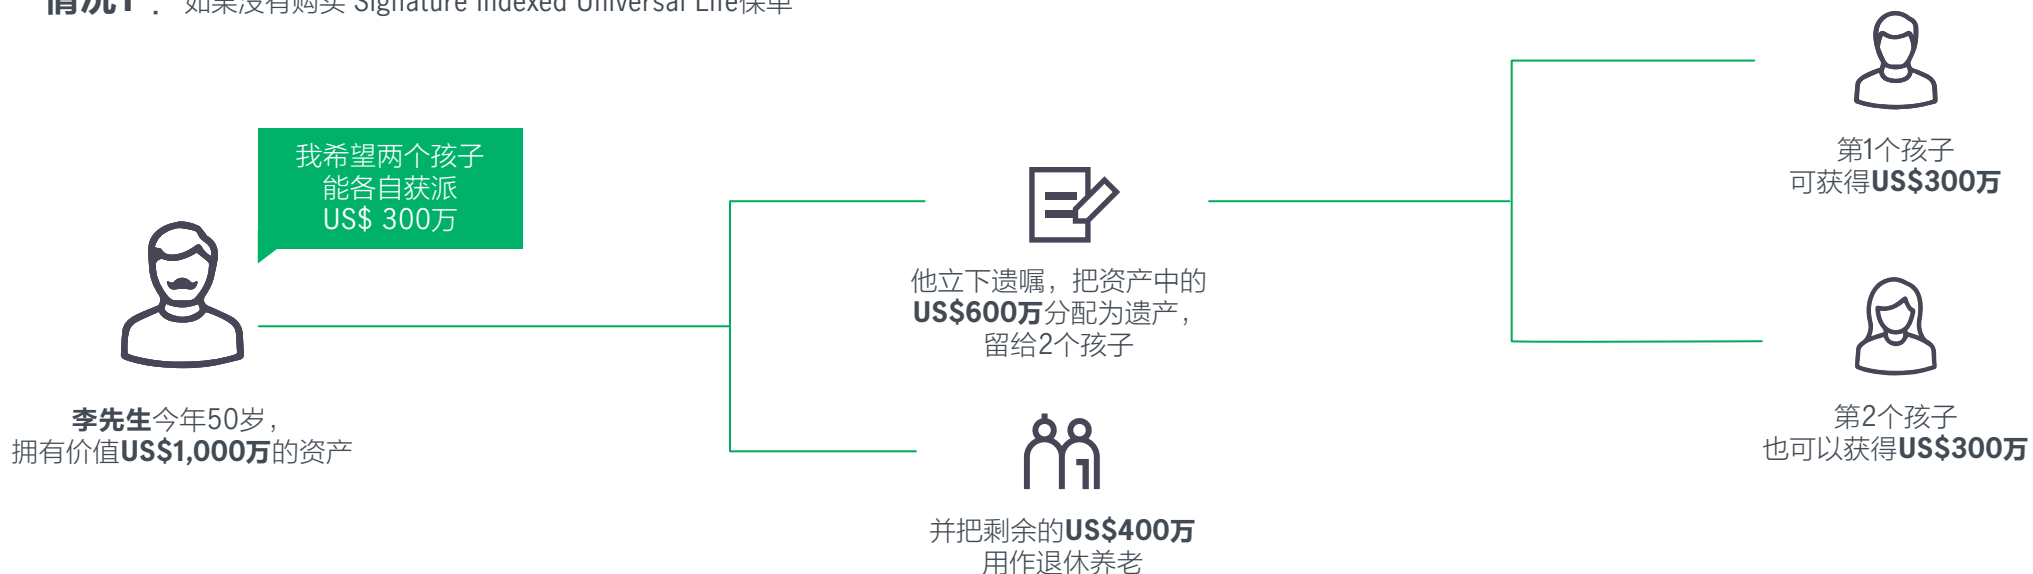 情况1 : 如果没有购买 Signature Indexed Universal Life保单
我希望两个孩子
能各自获派
US$ 300万
李先生今年50岁，
拥有价值US$1,000万的资产
他立下遗嘱，把资产中的
US$600万分配为遗产，
留给2个孩子
并把剩余的US$400万
用作退休养老
第1个孩子
可获得US$300万
第2个孩子
也可以获得US$300万